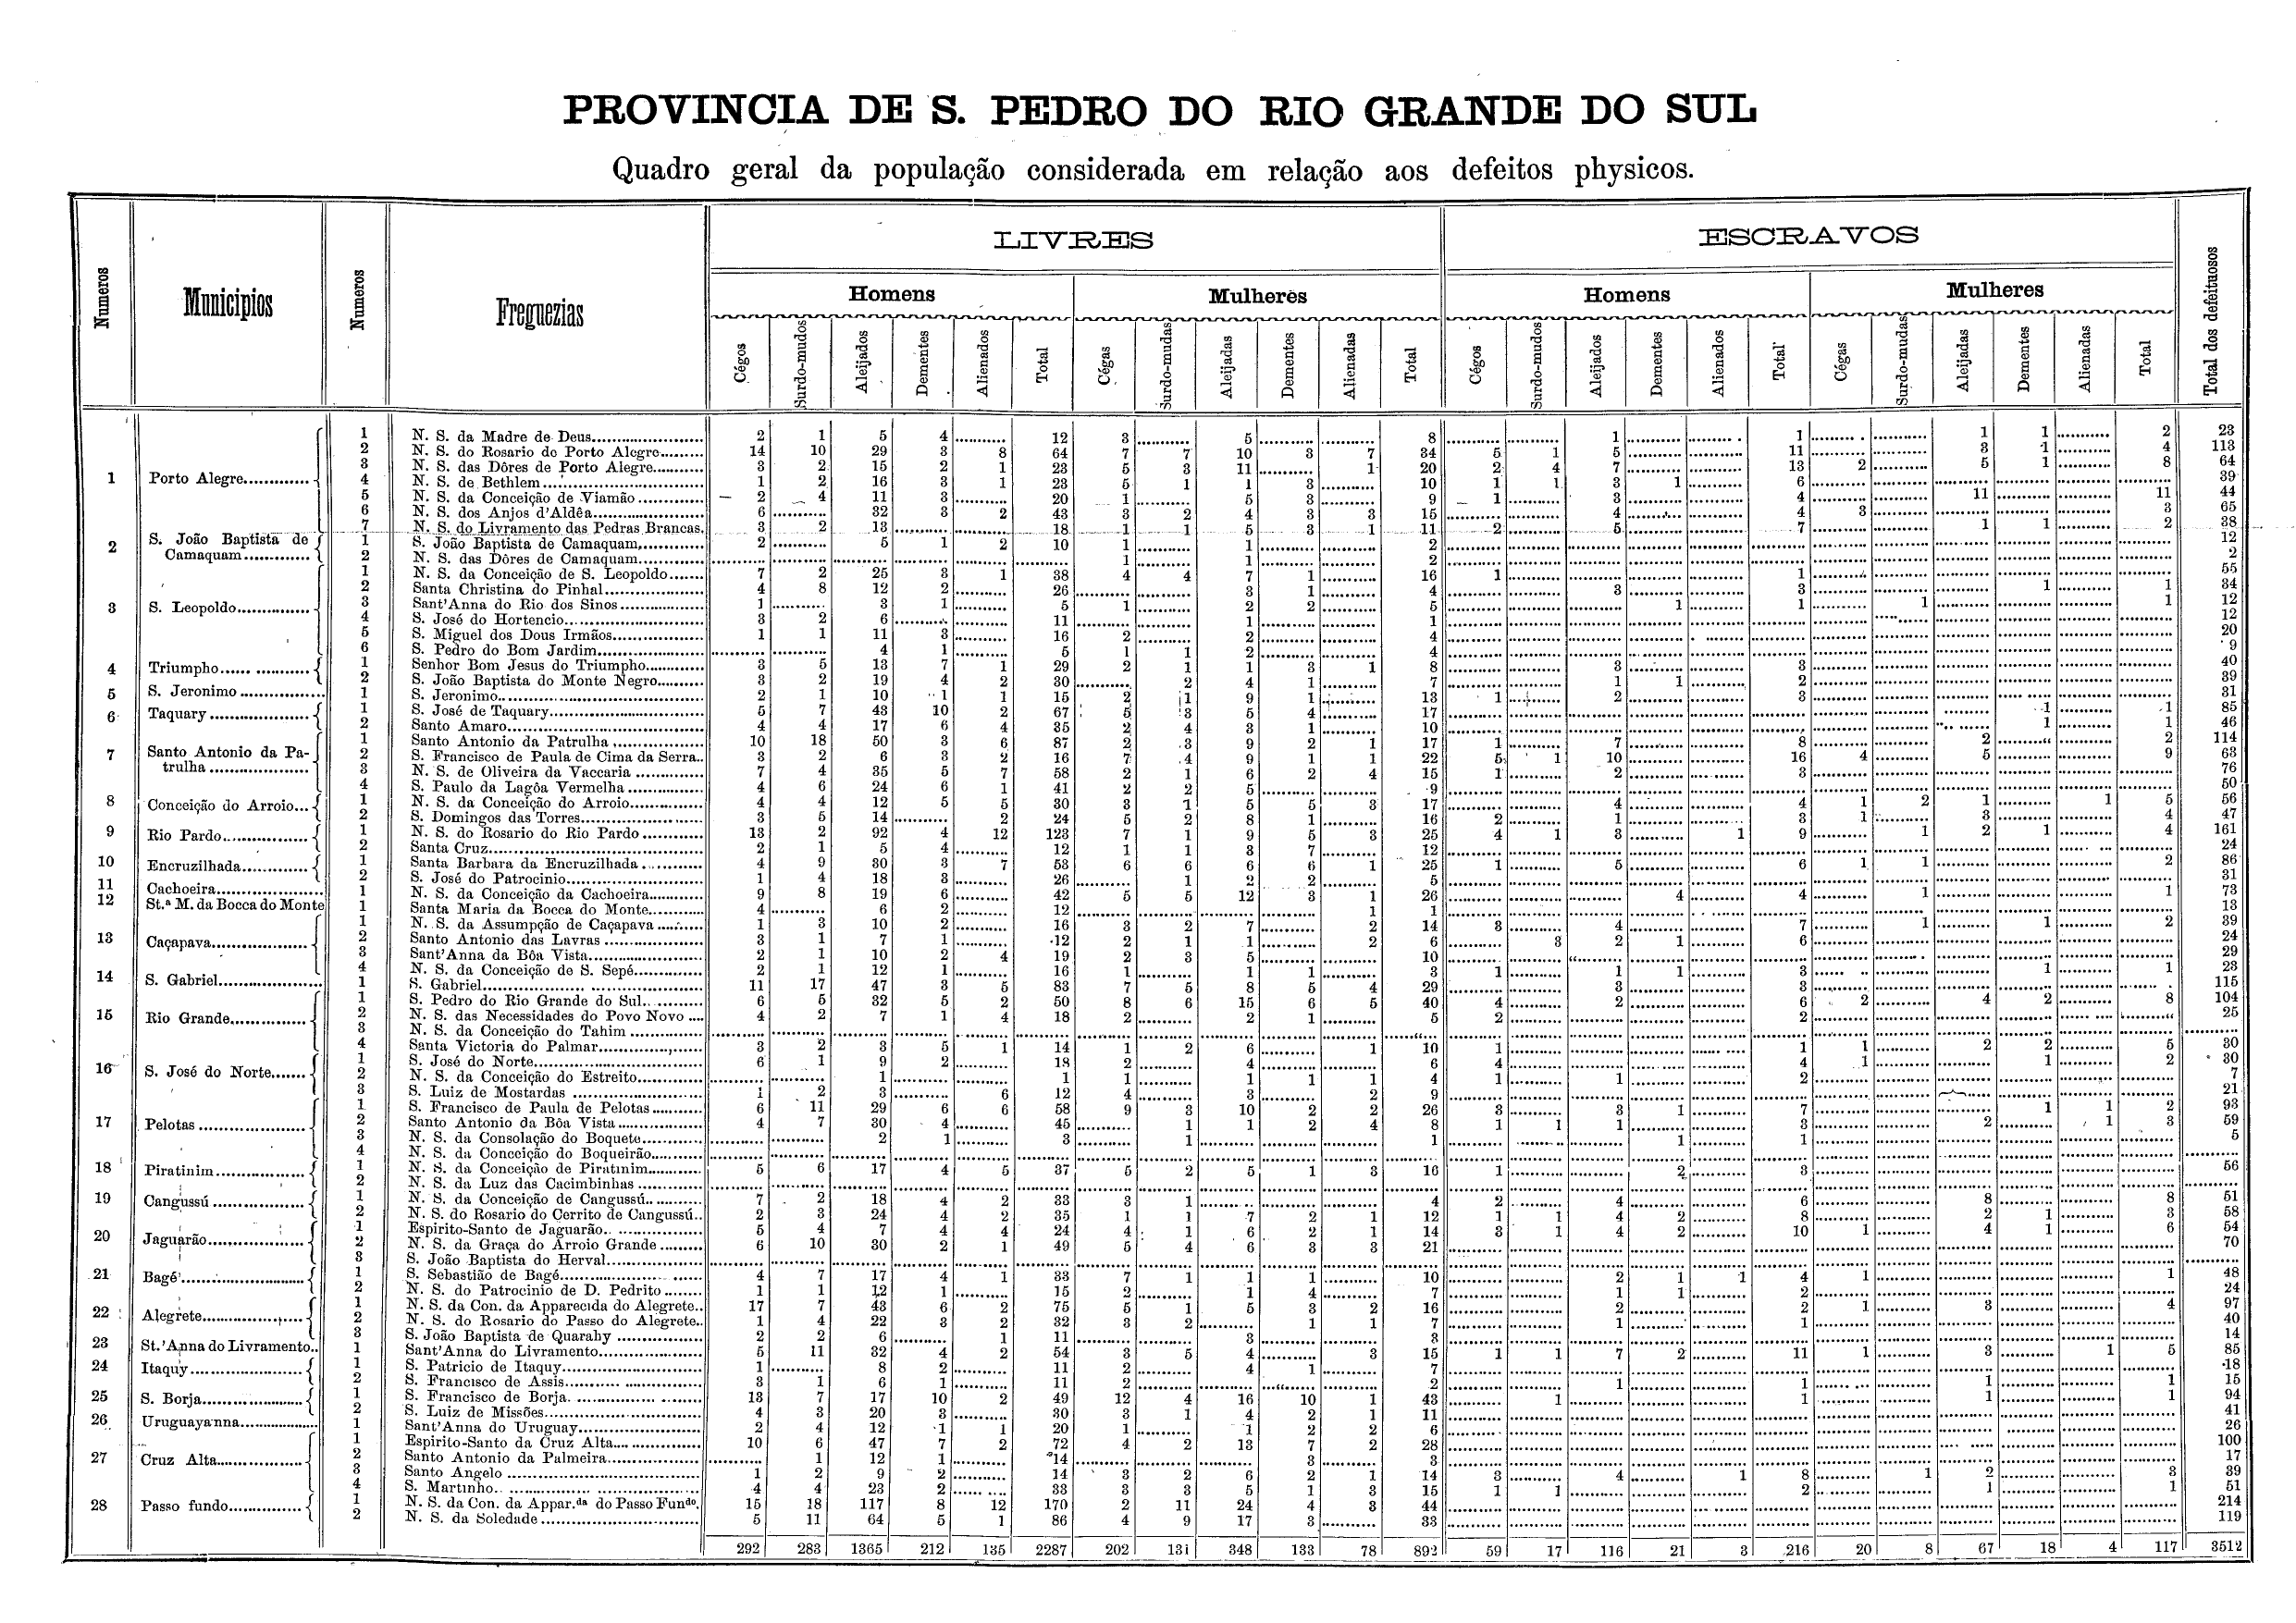 PROVINCIA DE S. PEDRO DO RIO GRANDE DO SUL
Quadro geral da população considerada em relação aos defeitos physicos.
LIVRES ESCRAVOS
Numeros Municipios Numeros Freguezias Homens Mulheres Homens Mulheres Total dos defeituosos
Cégos Surdo-mudos Aleijados Dementes Alienados Total Cégas Surdo-mudas Aleijadas Dementes Alienadas Total Cégos Surdo-mudos Aleijados Dementes Alienados Total Cégas Surdo-mudas Aleijadas Dementes Alienadas Total
1 Porto Alegre
1 N. S. da Madre de Deus 2 1 5 4 12 3 5 8 1 1 1 1 2 23
2 N. S. do Rosario de Porto Alegre 14 10 29 3 8 64 7 7 10 3 7 34 5 1 5 11 3 1 4 113
3 N. S. das Dôres de Porto Alegre 3 2 15 2 1 23 5 3 11 1 20 2 4 7 13 2 5 1 8 64
4 N. S. de Bethlem 1 2 16 3 1 23 5 1 1 3 10 1 1 3 1 6 39
5 N. S. da Conceição de Viamão 2 4 11 3 20 1 5 3 9 1 3 4 11 11 44
6 N. S. dos Anjos d'Aldêa 6 32 3 2 43 3 2 4 3 3 15 4 4 3 3 65
7 N. S. do Livramento das Pedras Brancas 3 2 13 18 1 1 5 3 1 11 2 5 7 1 1 2 38
2 S. João Baptista de Camaquam
1 S. João Baptista de Camaquam 2 5 1 2 10 1 1 2 12
2 N. S. das Dôres de Camaquam 1 1 2 2
3 S. Leopoldo
1 N. S. da Conceição de S. Leopoldo 7 2 25 3 1 38 4 4 7 1 16 1 1 55
2 Santa Christina do Pinhal 4 8 12 2 26 3 1 4 3 3 1 1 34
3 Sant'Anna do Rio dos Sinos 1 3 1 5 1 2 2 5 1 1 1 1 12
4 S. José do Hortencio 3 2 6 11 1 1 12
5 S. Miguel dos Dous Irmãos 1 1 11 3 16 2 2 4 20
6 S. Pedro do Bom Jardim 4 1 5 1 1 2 4 9
4 Triumpho
1 Senhor Bom Jesus do Triumpho 3 5 13 7 1 29 2 1 1 3 1 8 3 3 40
2 S. João Baptista do Monte Negro 3 2 19 4 2 30 2 4 1 7 1 1 2 39
5 S. Jeronimo
1 S. Jeronimo 2 1 10 1 1 15 2 1 9 1 13 1 2 3 31
6 Taquary
1 S. José de Taquary 5 7 43 10 2 67 5 3 5 4 17 1 1 85
2 Santo Amaro 4 4 17 6 4 35 2 4 3 1 10 1 1 46
7 Santo Antonio da Patrulha
1 Santo Antonio da Patrulha 10 18 50 3 6 87 2 3 9 2 1 17 1 7 8 2 2 114
2 S. Francisco de Paula de Cima da Serra 3 2 6 3 2 16 7 4 9 1 1 22 5 1 10 16 4 5 9 63
3 N. S. de Oliveira da Vaccaria 7 4 35 5 7 58 2 1 6 2 4 15 1 2 3 76
4 S. Paulo da Lagôa Vermelha 4 6 24 6 1 41 2 2 5 9 50
8 Conceição do Arroio
1 N. S. da Conceição do Arroio 4 4 12 5 5 30 3 1 5 5 3 17 4 4 1 2 1 1 5 56
2 S. Domingos das Torres 3 5 14 2 24 5 2 8 1 16 2 1 3 1 3 4 47
9 Rio Pardo
1 N. S. do Rosario do Rio Pardo 13 2 92 4 12 123 7 1 9 5 3 25 4 1 3 1 9 1 2 1 4 161
2 Santa Cruz 2 1 5 4 12 1 1 3 7 12 24
10 Encruzilhada
1 Santa Barbara da Encruzilhada 4 9 30 3 7 53 6 6 6 6 1 25 1 5 6 1 1 2 86
2 S. José do Patrocinio 1 4 18 3 26 1 2 2 5 31
11 Cachoeira
1 N. S. da Conceição da Cachoeira 9 8 19 6 42 5 5 12 3 1 26 4 4 1 1 73
12 St.ª M. da Bocca do Monte
1 Santa Maria da Bocca do Monte 4 6 2 12 1 1 13
13 Caçapava
1 N. S. da Assumpção de Caçapava 1 3 10 2 16 3 2 7 2 14 3 4 7 1 1 2 39
2 Santo Antonio das Lavras 3 1 7 1 12 2 1 1 2 6 3 2 1 6 24
3 Sant'Anna da Bôa Vista 2 1 10 2 4 19 2 3 5 10 29
4 N. S. da Conceição de S. Sepé 2 1 12 1 16 1 1 1 3 1 1 1 3 1 1 23
14 S. Gabriel
1 S. Gabriel 11 17 47 3 5 83 7 5 8 5 4 29 3 3 115
15 Rio Grande
1 S. Pedro do Rio Grande do Sul 6 5 32 5 2 50 8 6 15 6 5 40 4 2 6 2 4 2 8 104
2 N. S. das Necessidades do Povo Novo 4 2 7 1 4 18 2 2 1 5 2 2 25
3 N. S. da Conceição do Tahim
4 Santa Victoria do Palmar 3 2 3 5 1 14 1 2 6 1 10 1 1 1 2 2 5 30
16 S. José do Norte
1 S. José do Norte 6 1 9 2 18 2 4 6 4 4 1 1 2 30
2 N. S. da Conceição do Estreito 1 1 1 1 1 1 4 1 1 2 7
3 S. Luiz de Mostardas 1 2 3 6 12 4 3 2 9 21
17 Pelotas
1 S. Francisco de Paula de Pelotas 6 11 29 6 6 58 9 3 10 2 2 26 3 3 1 7 1 1 2 93
2 Santo Antonio da Bôa Vista 4 7 30 4 45 1 1 2 4 8 1 1 1 3 2 1 3 59
3 N. S. da Consolação do Boquete 2 1 3 1 1 1 1 5
4 N. S. da Conceição do Boqueirão
18 Piratinim
1 N. S. da Conceição de Piratinim 5 6 17 4 5 37 5 2 5 1 3 16 1 2 3 56
2 N. S. da Luz das Cacimbinhas
19 Cangussú
1 N. S. da Conceição de Cangussú 7 2 18 4 2 33 3 1 4 2 4 6 8 8 51
2 N. S. do Rosario do Cerrito de Cangussú 2 3 24 4 2 35 1 1 7 2 1 12 1 1 4 2 8 2 1 3 58
20 Jaguarão
1 Espirito-Santo de Jaguarão 5 4 7 4 4 24 4 1 6 2 1 14 3 1 4 2 10 1 4 1 6 54
2 N. S. da Graça do Arroio Grande 6 10 30 2 1 49 5 4 6 3 3 21 70
3 S. João Baptista do Herval
21 Bagé
1 S. Sebastião de Bagé 4 7 17 4 1 33 7 1 1 1 10 2 1 1 4 1 1 48
2 N. S. do Patrocinio de D. Pedrito 1 1 12 1 15 2 1 4 7 1 1 2 24
22 Alegrete
1 N. S. da Con. da Apparecida do Alegrete 17 7 43 6 2 75 5 1 5 3 2 16 2 2 1 3 4 97
2 N. S. do Rosario do Passo do Alegrete 1 4 22 3 2 32 3 2 1 1 7 1 1 40
3 S. João Baptista de Quarahy 2 2 6 1 11 3 3 14
23 St.'Anna do Livramento
1 Sant'Anna do Livramento 5 11 32 4 2 54 3 5 4 3 15 1 1 7 2 11 1 3 1 5 85
24 Itaquy
1 S. Patricio de Itaquy 1 8 2 11 2 4 1 7 18
2 S. Francisco de Assis 3 1 6 1 11 2 2 1 1 1 1 15
25 S. Borja
1 S. Francisco de Borja 13 7 17 10 2 49 12 4 16 10 1 43 1 1 1 1 94
2 S. Luiz de Missões 4 3 20 3 30 3 1 4 2 1 11 41
26 Uruguayanna
1 Sant'Anna do Uruguay 2 4 12 1 1 20 1 1 2 2 6 26
27 Cruz Alta
1 Espirito-Santo da Cruz Alta 10 6 47 7 2 72 4 2 13 7 2 28 100
2 Santo Antonio da Palmeira 1 12 1 14 3 3 17
3 Santo Angelo 1 2 9 2 14 3 2 6 2 1 14 3 4 1 8 1 2 3 39
4 S. Martinho 4 4 23 2 33 3 3 5 1 3 15 1 1 2 1 1 51
28 Passo fundo
1 N. S. da Con. da Appar.da do Passo Fundo. 15 18 117 8 12 170 2 11 24 4 3 44 214
2 N. S. da Soledade 5 11 64 5 1 86 4 9 17 3 33 119
292 283 1365 212 135 2287 202 131 348 133 78 892 59 17 116 21 3 216 20 8 67 18 4 117 3512